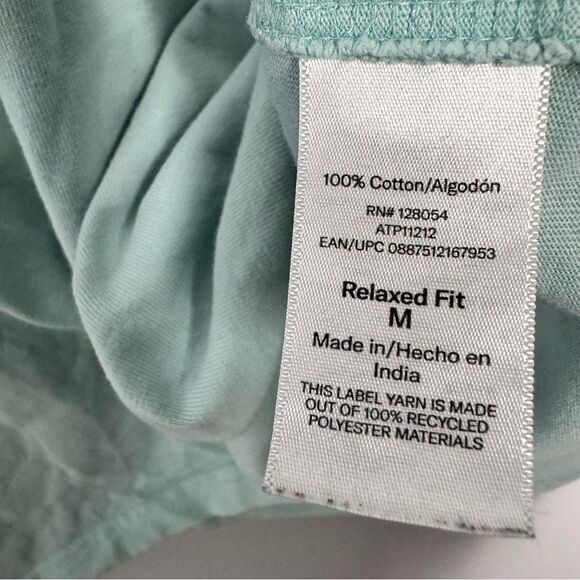 100% Cotton/Algodón
RN# 128054
ATP11212
EAN/UPC 0887512167953
Relaxed Fit
M
Made in/Hecho en
India
THIS LABEL YARN IS MADE
OUT OF 100% RECYCLED
POLYESTER MATERIALS